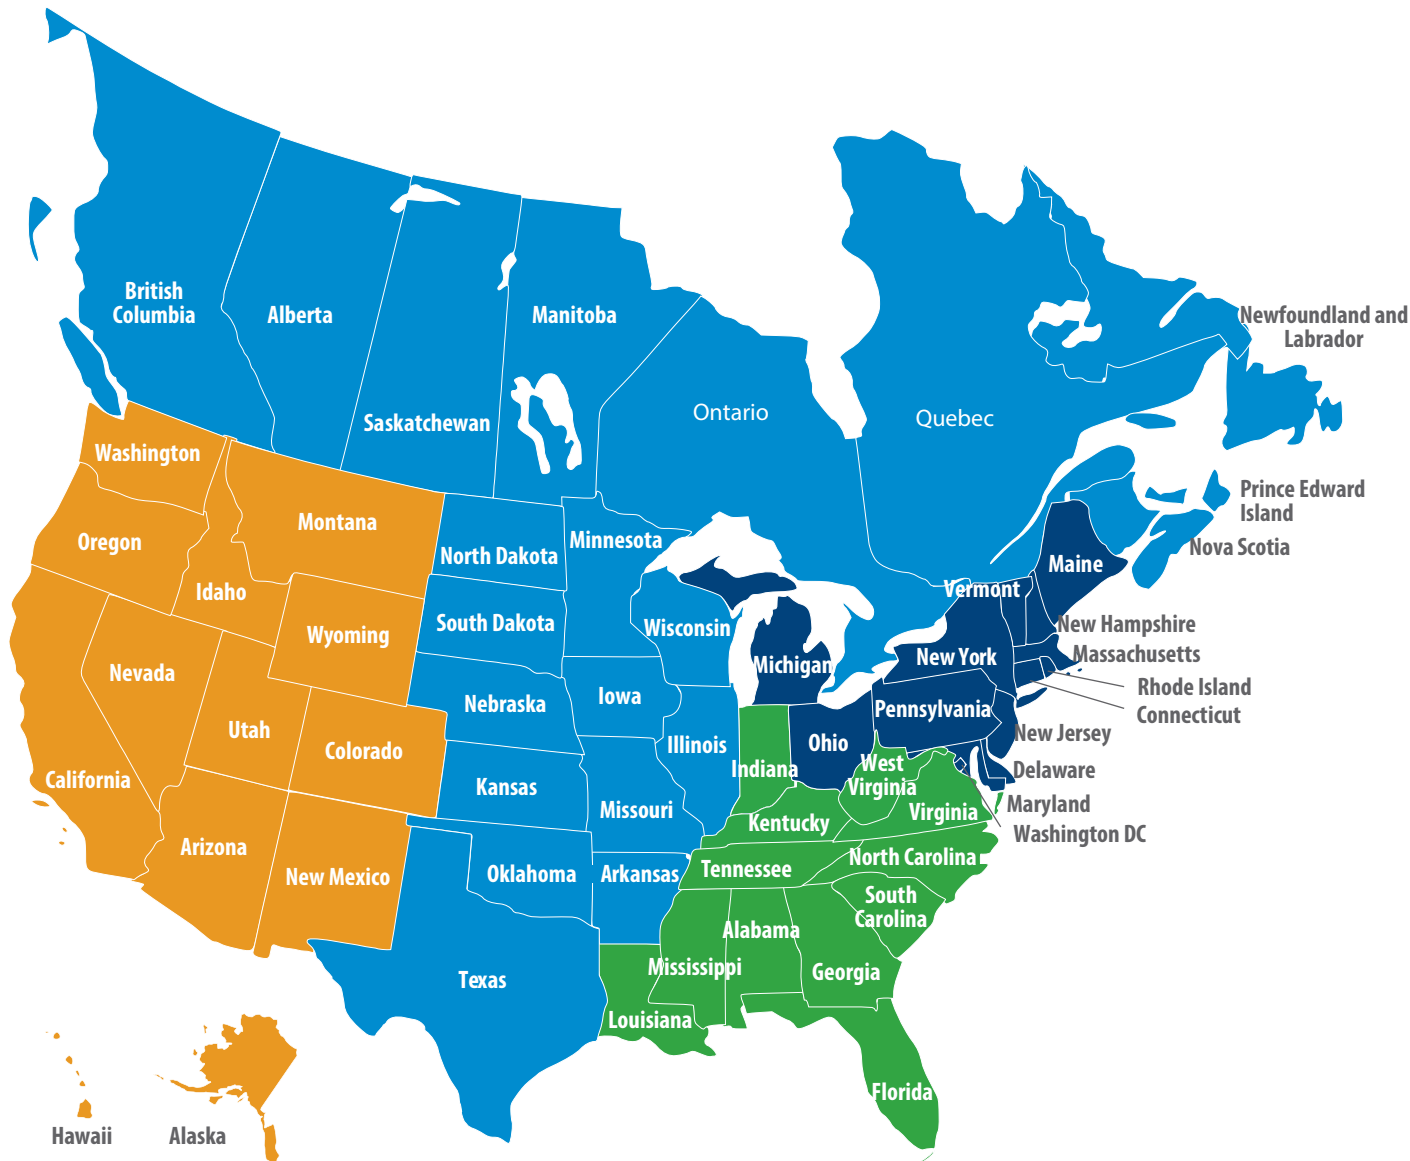 British
Columbia
Alberta
Saskatchewan
Manitoba
Ontario
Quebec
Newfoundland and
Labrador
Prince Edward
Island
Nova Scotia
Washington
Oregon
Idaho
Montana
Wyoming
Nevada
Utah
Colorado
California
Arizona
New Mexico
Hawaii
Alaska
North Dakota
South Dakota
Minnesota
Wisconsin
Nebraska
Iowa
Illinois
Kansas
Missouri
Oklahoma
Arkansas
Texas
Michigan
Ohio
Pennsylvania
New York
Vermont
Maine
New Hampshire
Massachusetts
Rhode Island
Connecticut
New Jersey
Delaware
Maryland
Washington DC
Indiana
West
Virginia
Virginia
Kentucky
Tennessee
North Carolina
South
Carolina
Alabama
Mississippi
Georgia
Louisiana
Florida